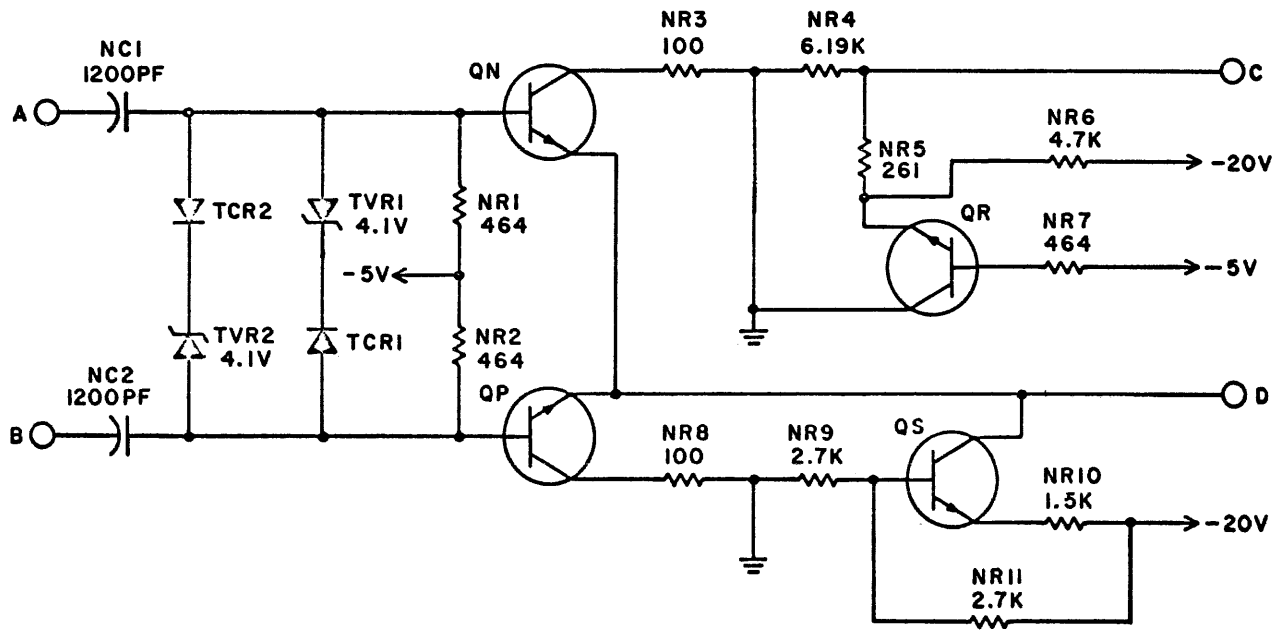 NR3
100
NR4
6.19K
NC1
1200PF
QN
C
A
NR6
4.7K
NR5
261
-20V
TCR2
TVR1
4.1V
NR1
464
QR
NR7
464
-5V
-5V
TVR2
4.1V
TCR1
NR2
464
NC2
1200PF
QP
D
B
NR8
100
NR9
2.7K
QS
NR10
1.5K
-20V
NR11
2.7K